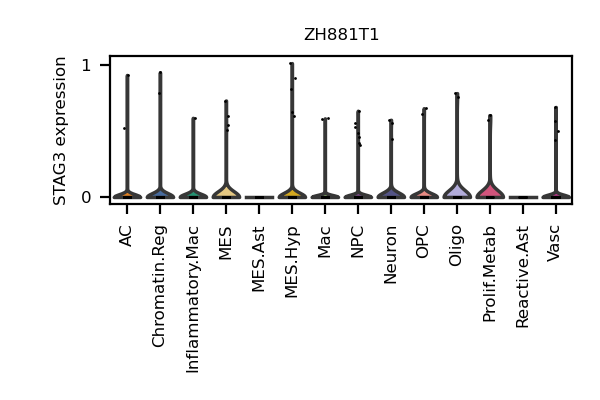 ZH881T1
STAG3 expression
1
0
AC
Chromatin.Reg
Inflammatory.Mac
MES
MES.Ast
MES.Hyp
Mac
NPC
Neuron
OPC
Oligo
Prolif.Metab
Reactive.Ast
Vasc